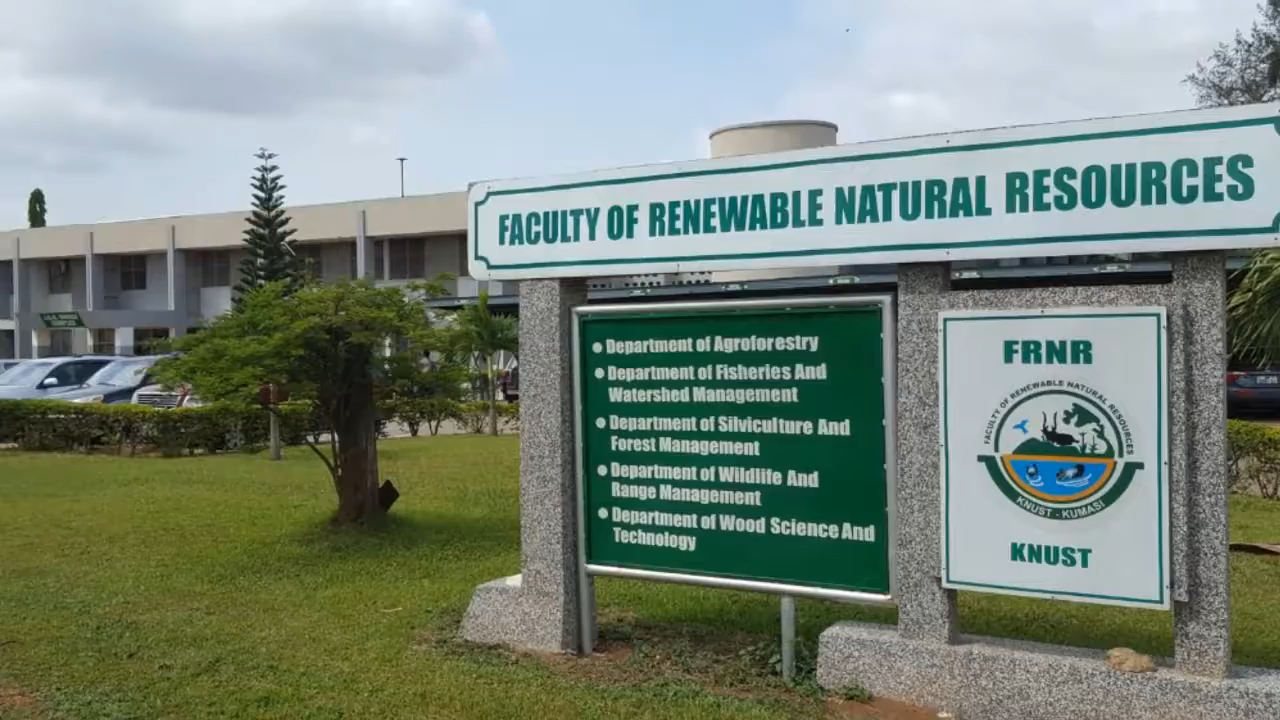 FACULTY OF RENEWABLE NATURAL RESOURCES
Department of Agroforestry
Department of Fisheries And
Watershed Management
Department of Silviculture And
Forest Management
Department of Wildlife And
Range Management
Department of Wood Science And
Technology
FRNR
FACULTY OF RENEWABLE NATURAL RESOURCES
KNUST - KUMASI
KNUST